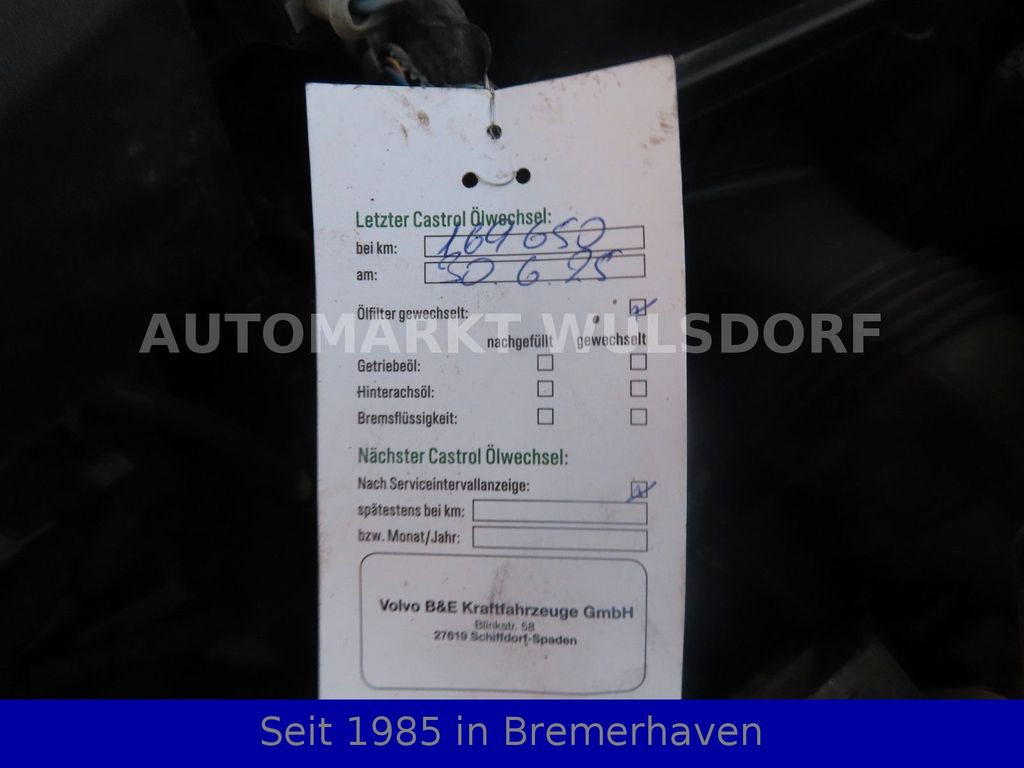 Letzter Castrol Ölwechsel:
bei km: 169 650
am: 30.6.25
Ölfilter gewechselt:
AUTOMARKT WULSDORF
nachgefüllt gewechselt
Getriebeöl:
Hinterachsöl:
Bremsflüssigkeit:
Nächster Castrol Ölwechsel:
Nach Serviceintervallanzeige:
spätestens bei km:
bzw. Monat/Jahr:
Volvo B&E Kraftfahrzeuge GmbH
Blinkstr. 58
27619 Schiffdorf-Spaden
Seit 1985 in Bremerhaven